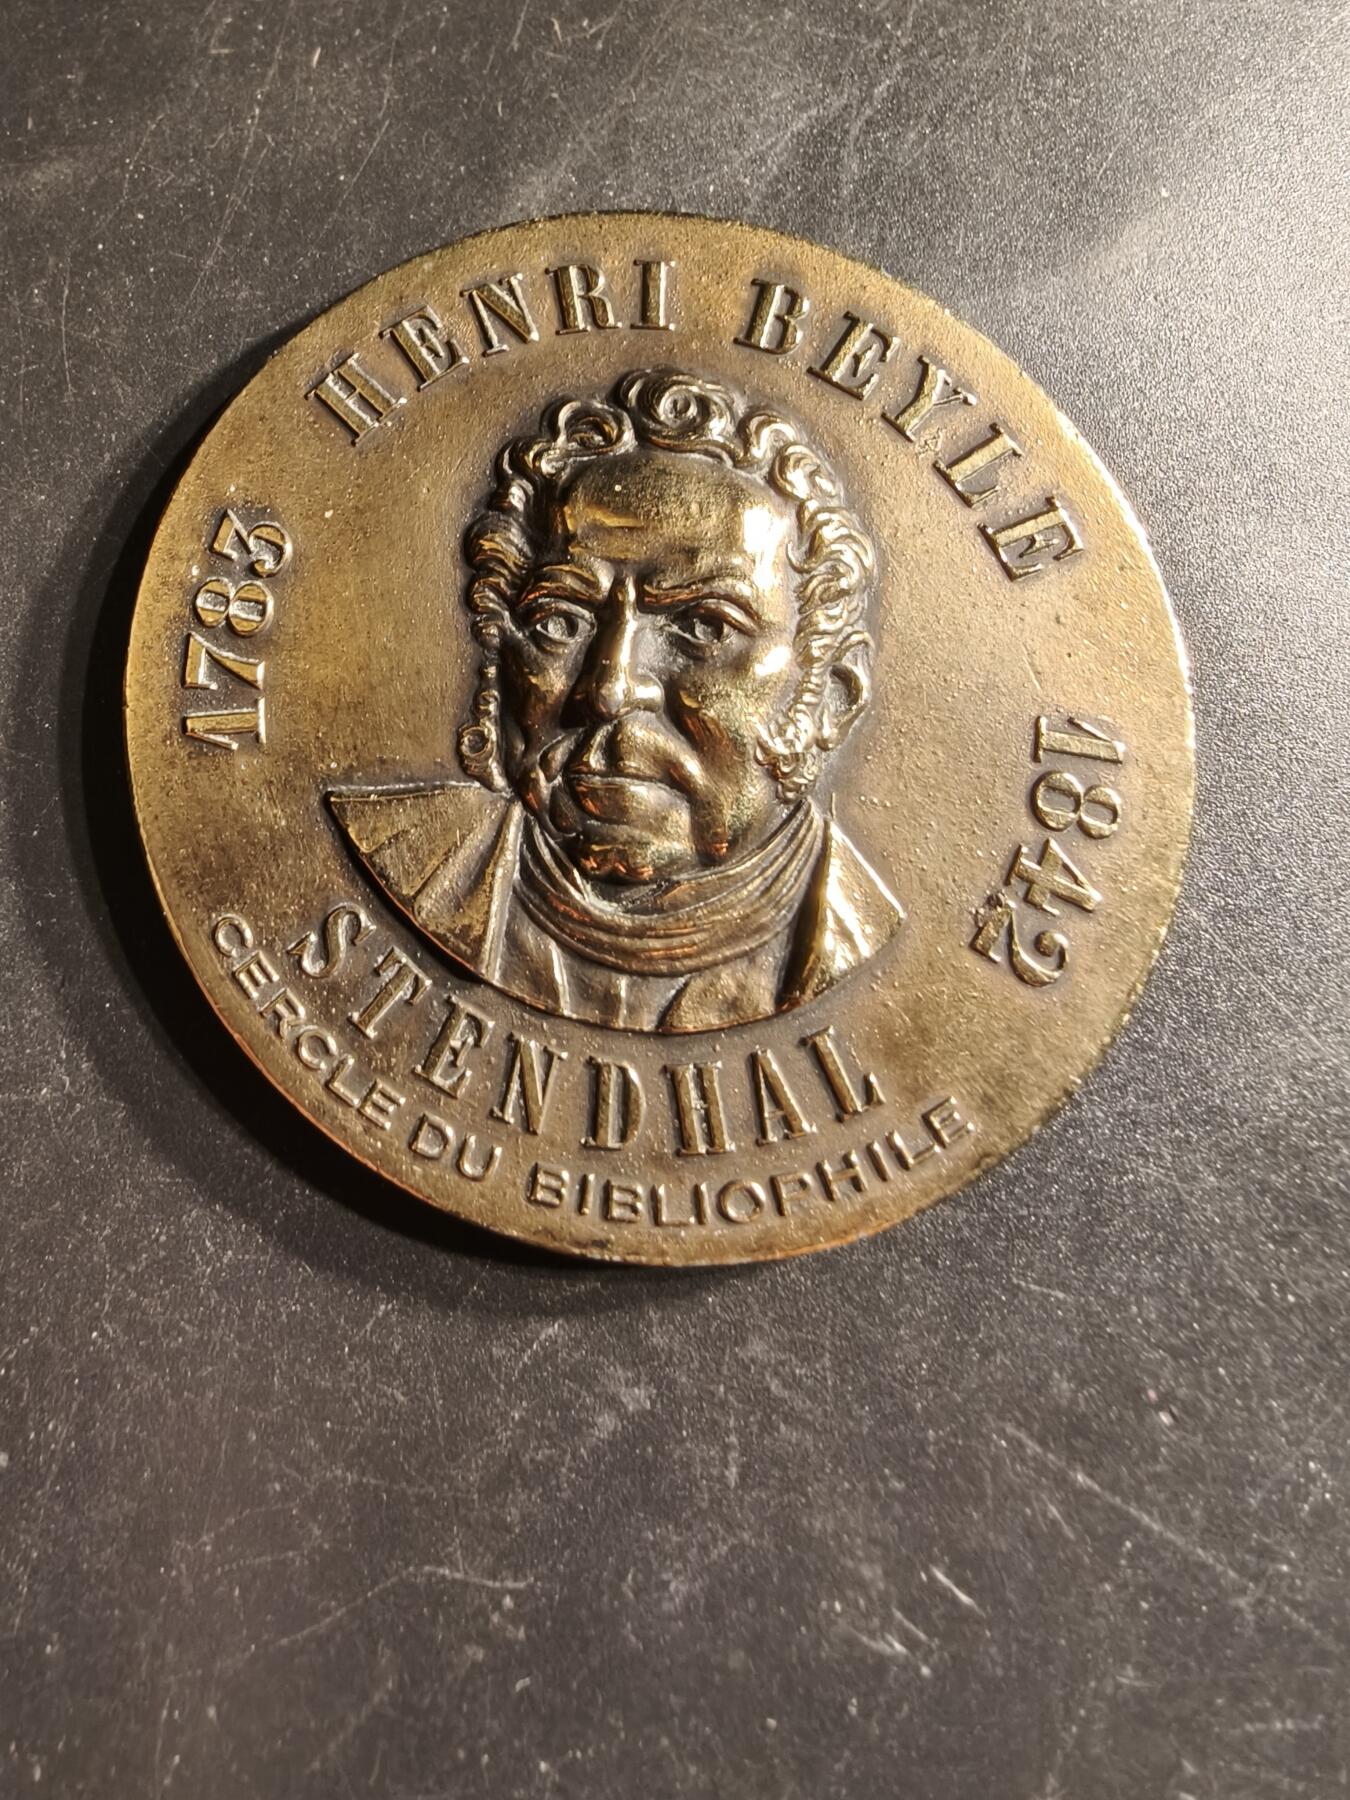 HENRI BEYLE
1783
1842
STENDHAL
CERCLE DU BIBLIOPHILE